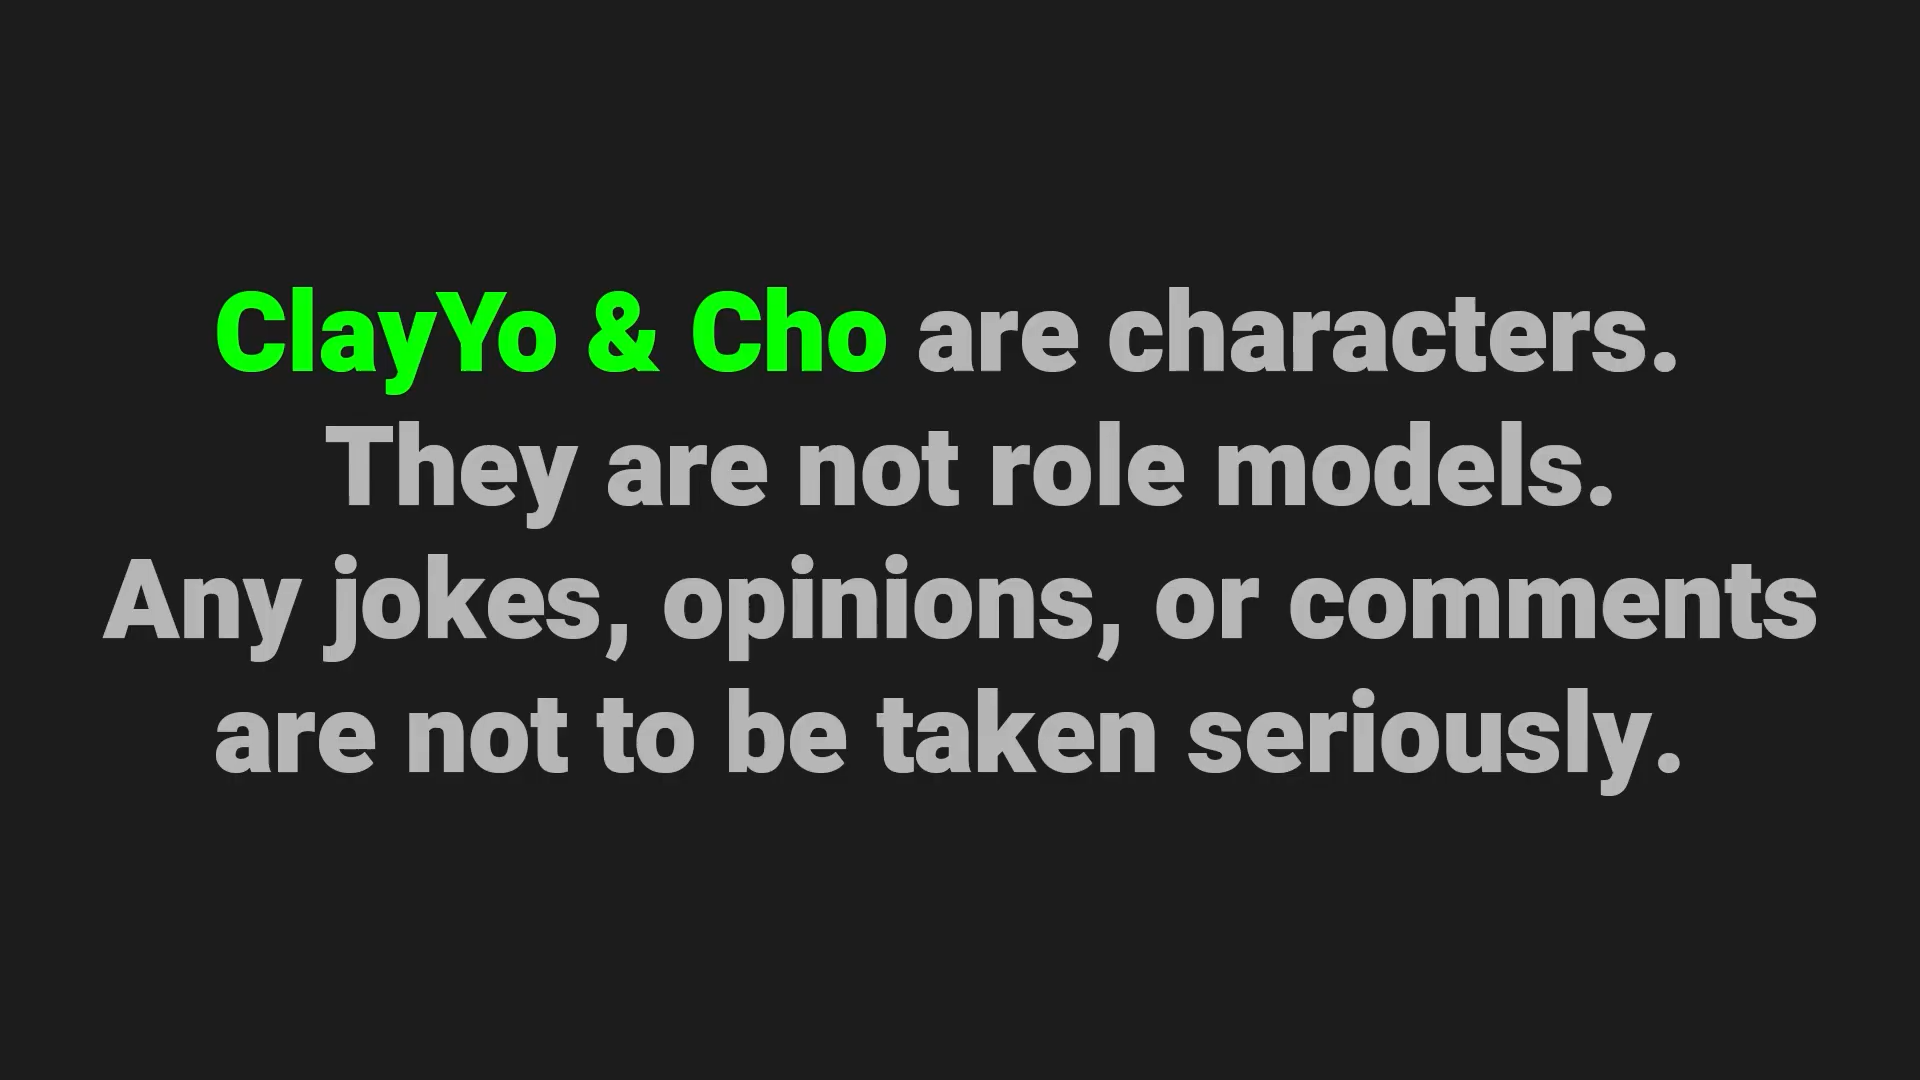 ClayYo & Cho are characters.
They are not role models.
Any jokes, opinions, or comments
are not to be taken seriously.